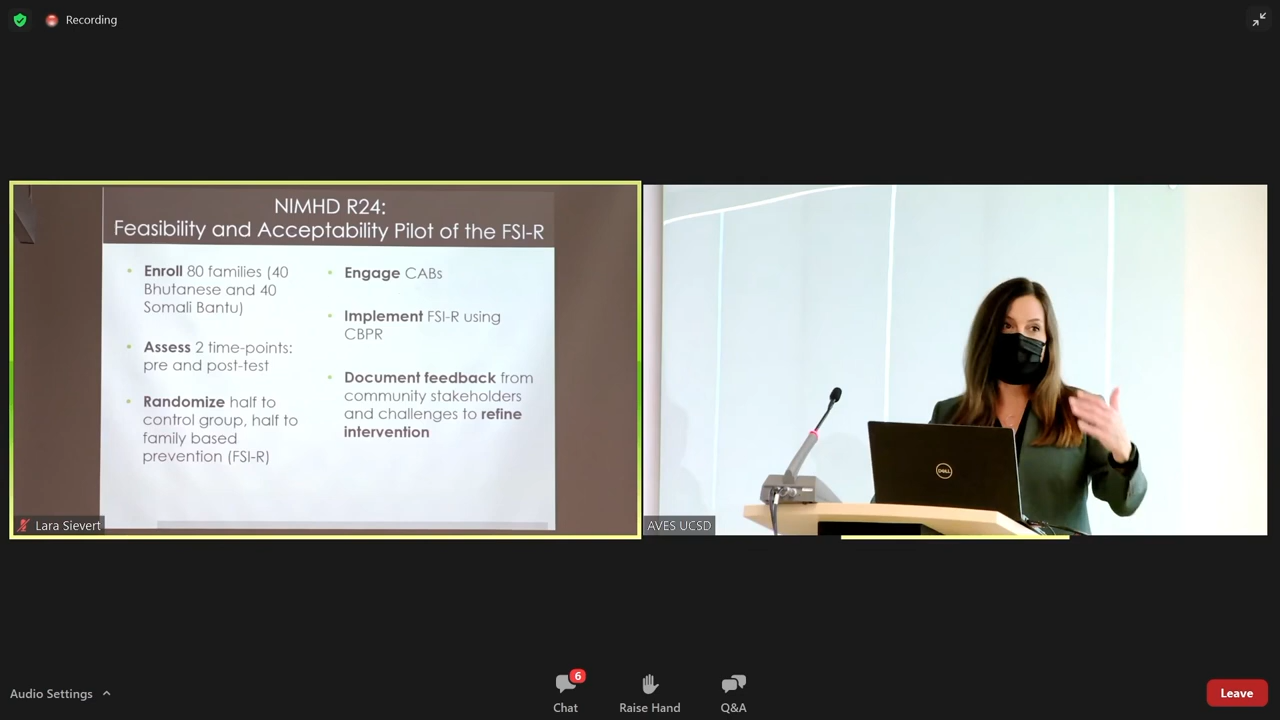 Recording
NIMHD R24:
Feasibility and Acceptability Pilot of the FSI-R
• Enroll 80 families (40
Bhutanese and 40
Somali Bantu)
• Assess 2 time-points:
pre and post-test
• Randomize half to
control group, half to
family based
prevention (FSI-R)
• Engage CABs
• Implement FSI-R using
CBPR
• Document feedback from
community stakeholders
and challenges to refine
intervention
Lara Sievert
DELL
AVES UCSD
Audio Settings
6
Chat
Raise Hand
Q&A
Leave